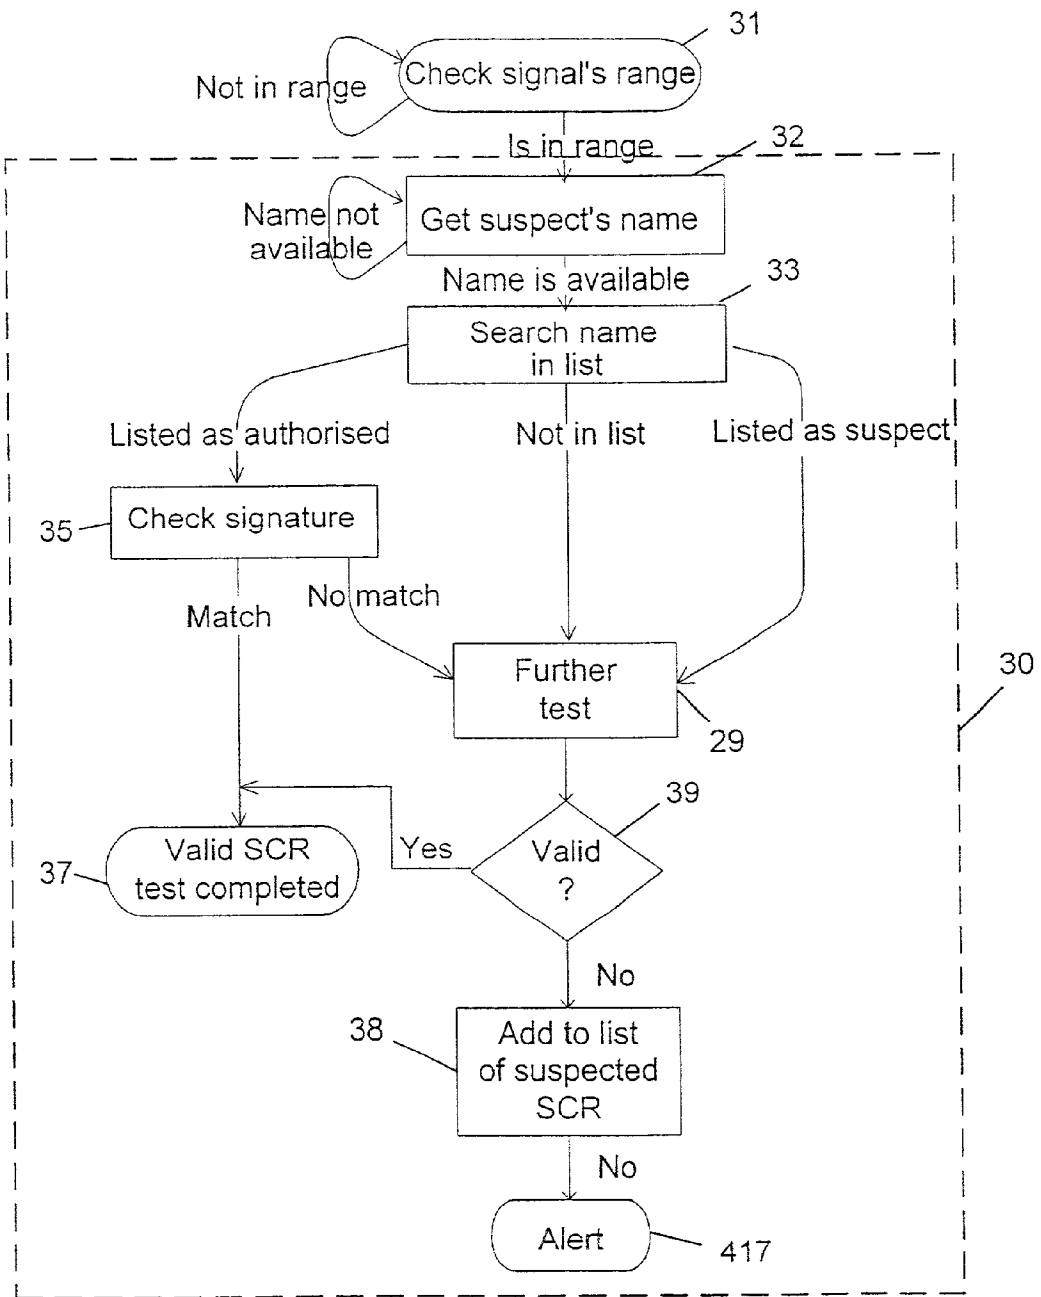 31
Check signal's range
Not in range
Is in range
32
Name not
available
Get suspect's name
Name is available
33
Search name
in list
Listed as authorised
Not in list
Listed as suspect
35
Check signature
No match
Match
Further
test
30
29
39
Valid SCR
test completed
37
Yes
Valid
?
No
38
Add to list
of suspected
SCR
No
Alert
417